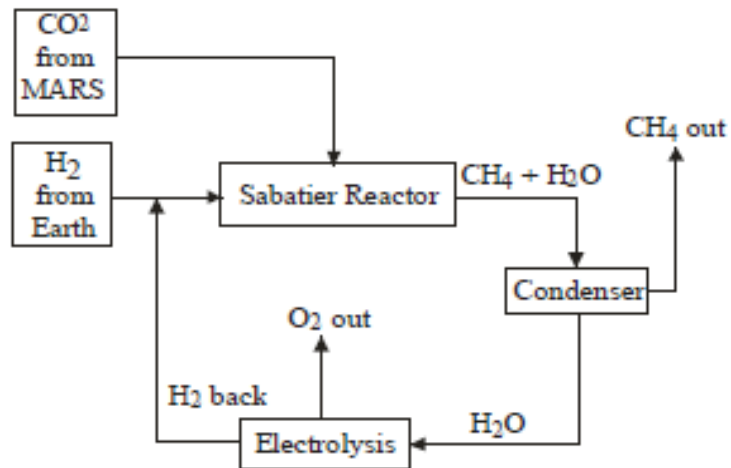 CO2
from
MARS
CH4 out
H2
from
Earth
Sabatier Reactor
CH4 + H2O
Condenser
O2 out
H2 back
Electrolysis
H2O